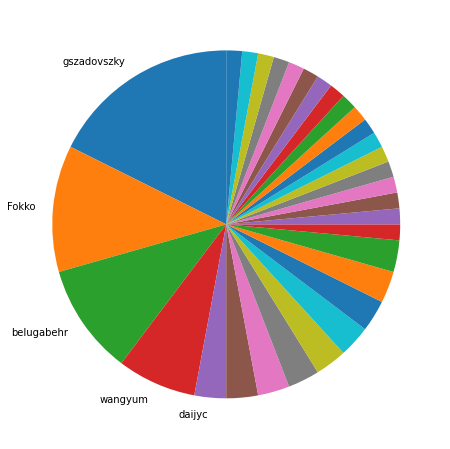 gszadovszky
Fokko
belugabehr
wangyum
daijyc